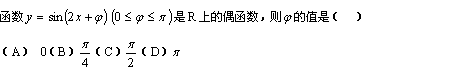 函数 y = sin(2x + φ)(0 ≤ φ ≤ π)是 R 上的偶函数，则φ的值是（　　）
（A） 0（B）π/4（C）π/2（D）π